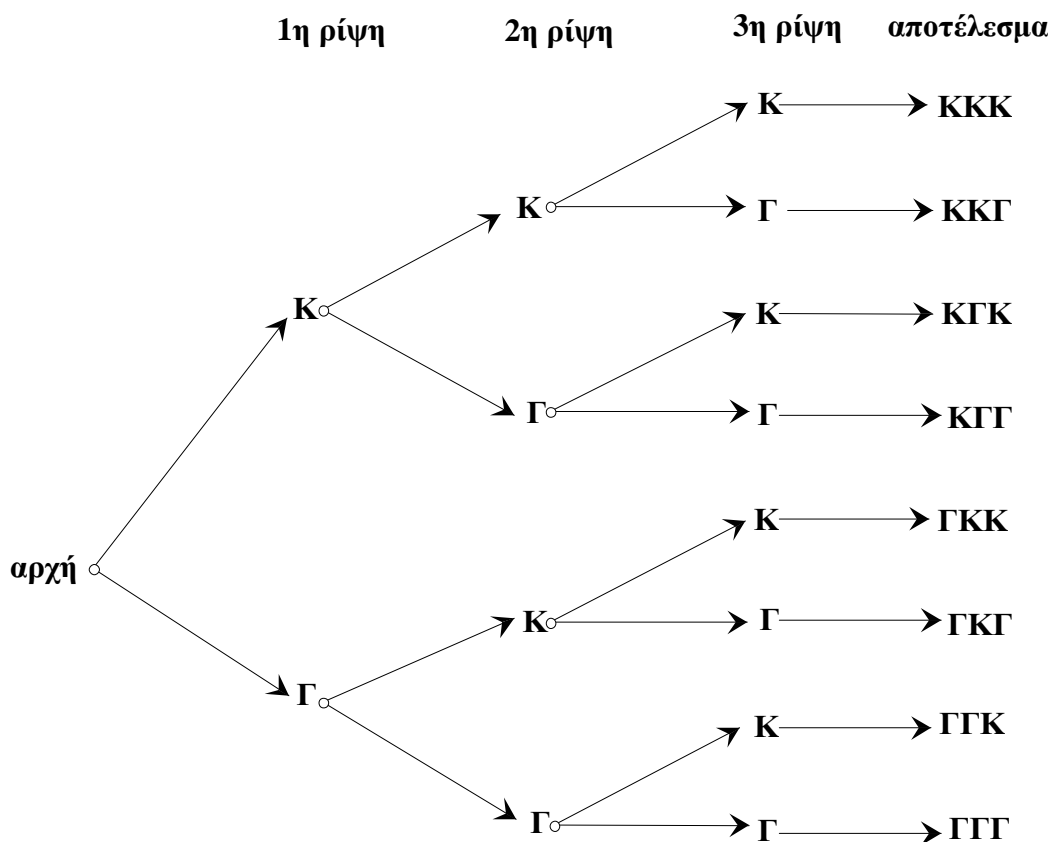 1η ρίψη 2η ρίψη 3η ρίψη αποτέλεσμα
Κ ΚΚΚ
Κ Γ ΚΚΓ
Κ Κ ΚΓΚ
Γ Γ ΚΓΓ
Κ ΓΚΚ
αρχή
Κ Γ ΓΚΓ
Γ Κ ΓΓΚ
Γ Γ ΓΓΓ